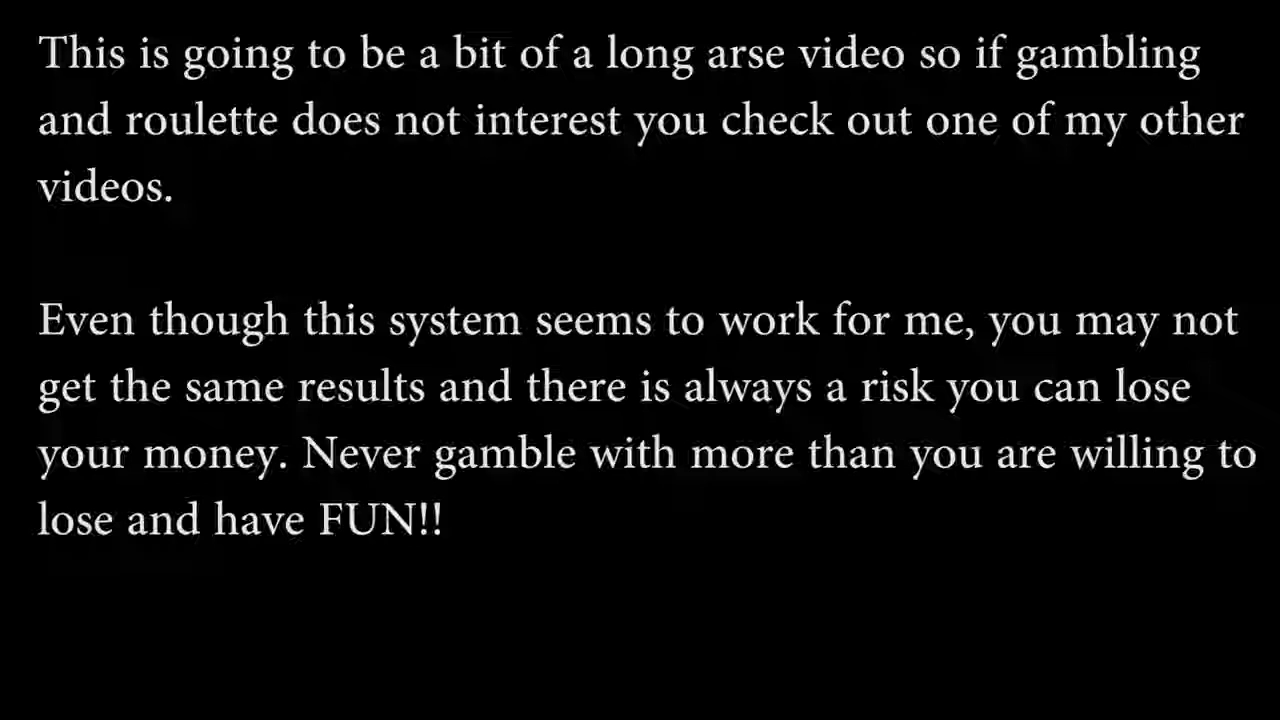 This is going to be a bit of a long arse video so if gambling
and roulette does not interest you check out one of my other
videos.
Even though this system seems to work for me, you may not
get the same results and there is always a risk you can lose
your money. Never gamble with more than you are willing to
lose and have FUN!!